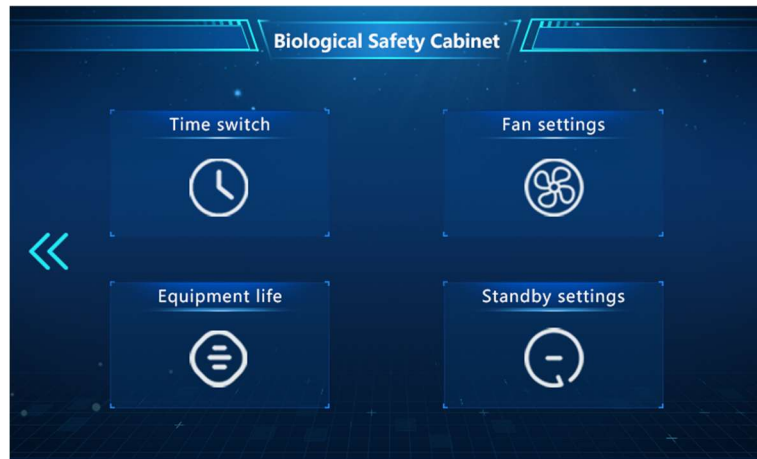 Biological Safety Cabinet
Time switch
Fan settings
Equipment life
Standby settings